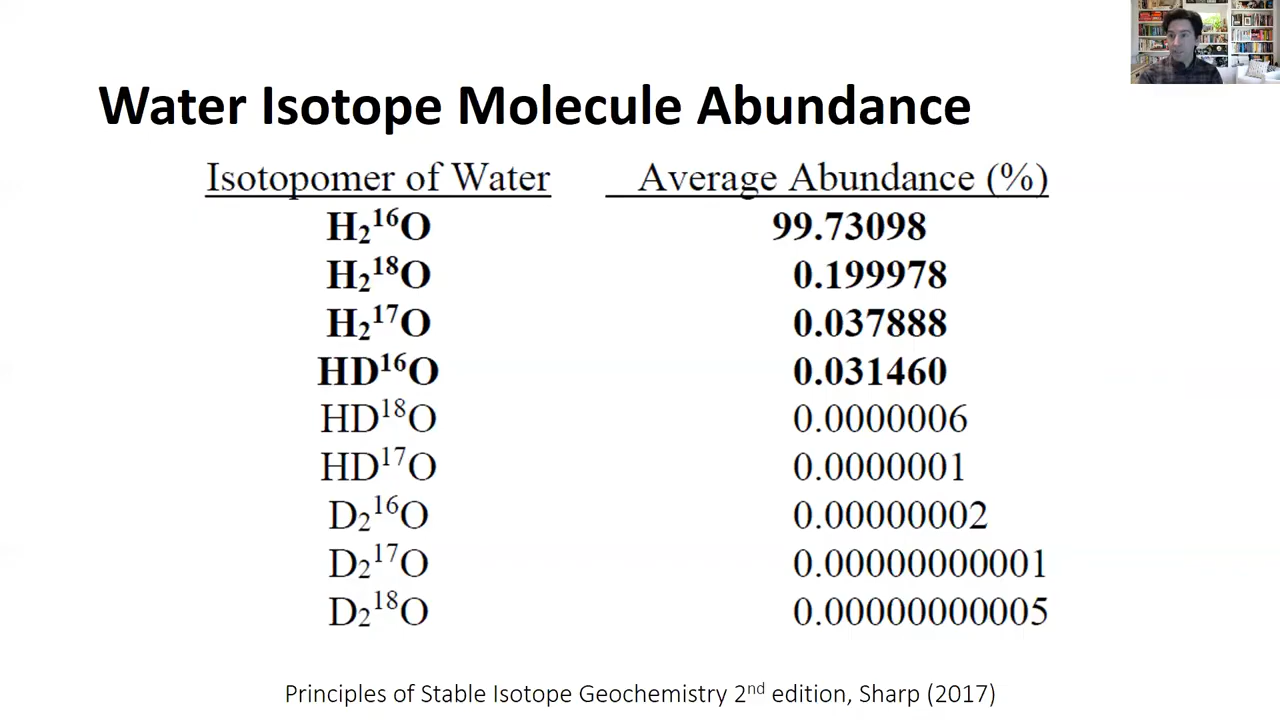 Water Isotope Molecule Abundance
Isotopomer of Water Average Abundance (%)
H₂¹⁶O 99.73098
H₂¹⁸O 0.199978
H₂¹⁷O 0.037888
HD¹⁶O 0.031460
HD¹⁸O 0.0000006
HD¹⁷O 0.0000001
D₂¹⁶O 0.00000002
D₂¹⁷O 0.00000000001
D₂¹⁸O 0.00000000005
Principles of Stable Isotope Geochemistry 2ⁿᵈ edition, Sharp (2017)